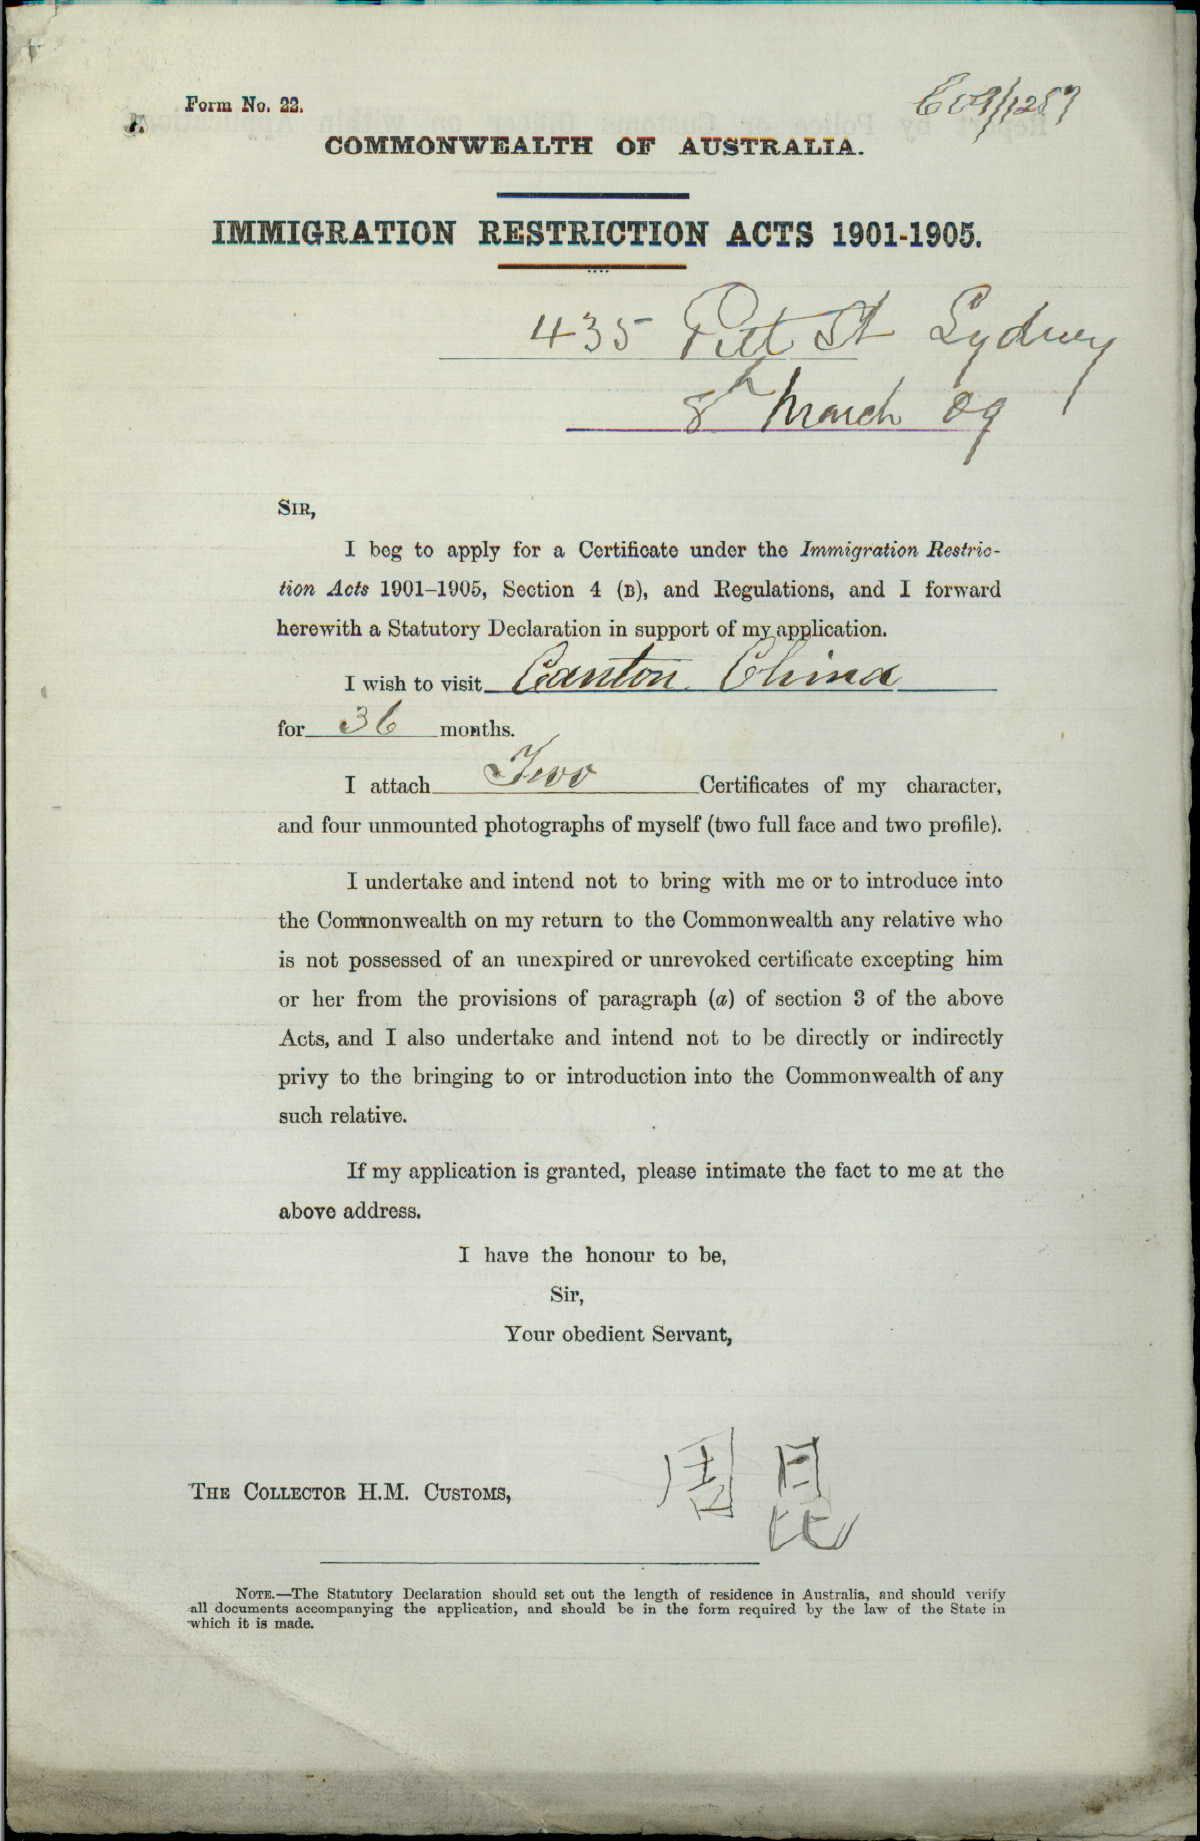 Form No. 22.
COMMONWEALTH OF AUSTRALIA.
IMMIGRATION RESTRICTION ACTS 1901-1905.
435 Pitt St Sydney
8th March 09
SIR,
I beg to apply for a Certificate under the Immigration Restric-
tion Acts 1901–1905, Section 4 (B), and Regulations, and I forward
herewith a Statutory Declaration in support of my application.
I wish to visit Canton China
for 36 months.
I attach Two Certificates of my character,
and four unmounted photographs of myself (two full face and two profile).
I undertake and intend not to bring with me or to introduce into
the Commonwealth on my return to the Commonwealth any relative who
is not possessed of an unexpired or unrevoked certificate excepting him
or her from the provisions of paragraph (a) of section 3 of the above
Acts, and I also undertake and intend not to be directly or indirectly
privy to the bringing to or introduction into the Commonwealth of any
such relative.
If my application is granted, please intimate the fact to me at the
above address.
I have the honour to be,
Sir,
Your obedient Servant,
周 昆
THE COLLECTOR H.M. CUSTOMS,
NOTE.—The Statutory Declaration should set out the length of residence in Australia, and should verify
all documents accompanying the application, and should be in the form required by the law of the State in
which it is made.